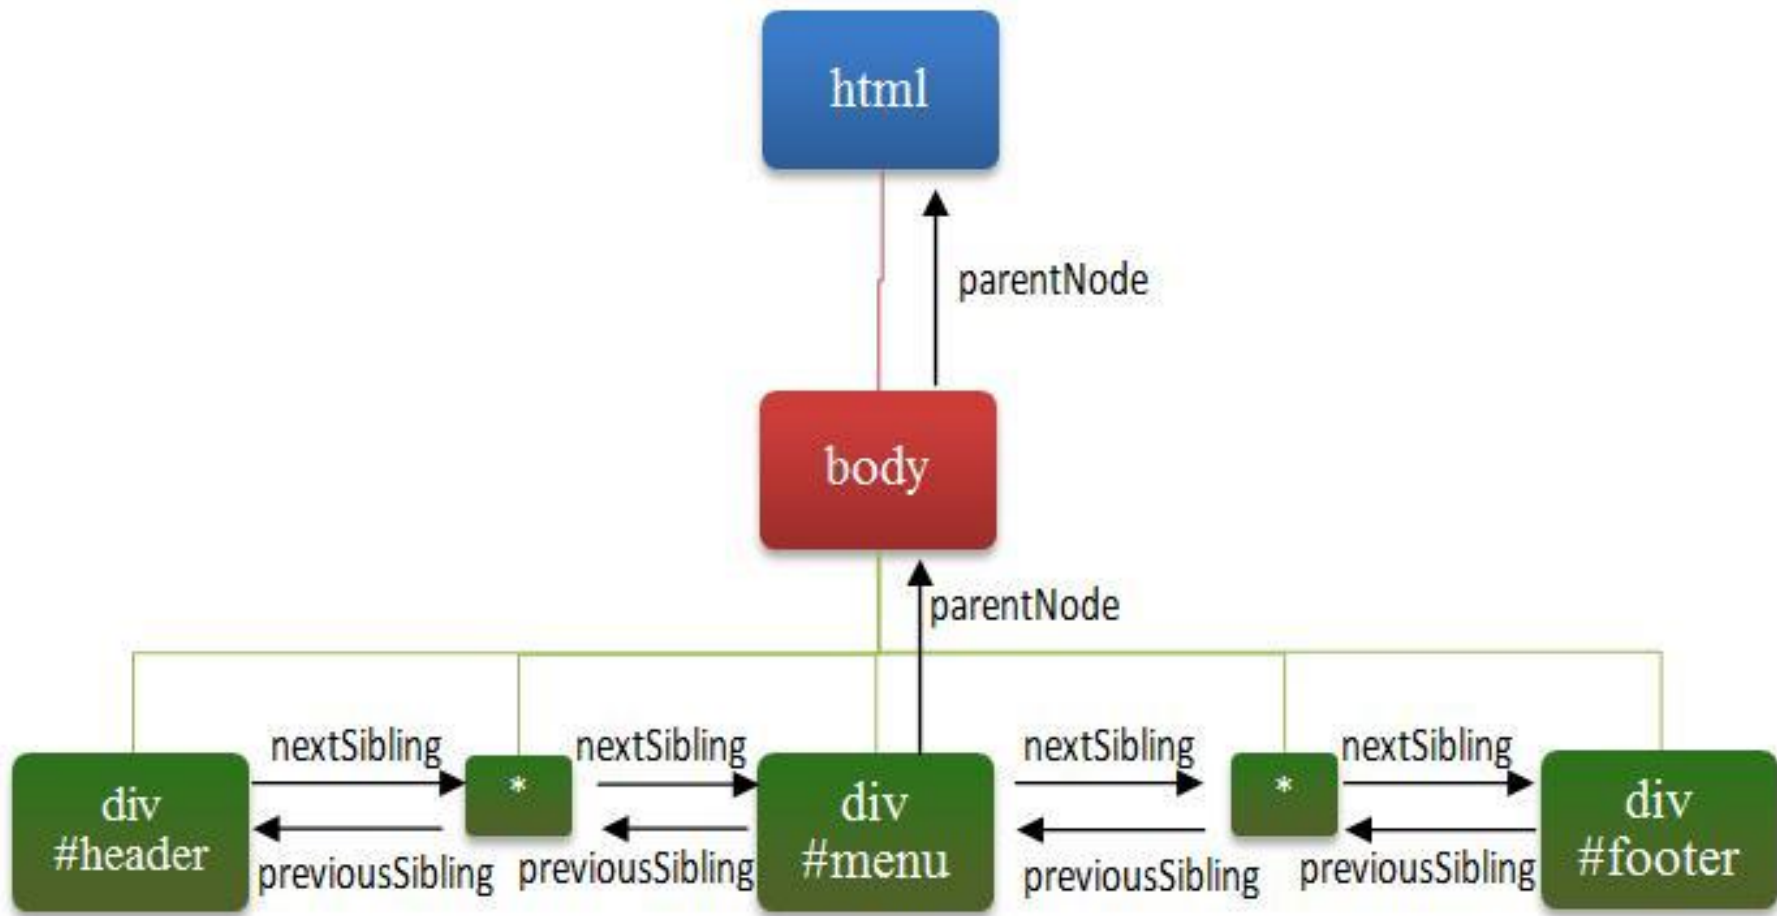 html
parentNode
body
parentNode
nextSibling
nextSibling
nextSibling
nextSibling
div
#header
*
div
#menu
*
div
#footer
previousSibling
previousSibling
previousSibling
previousSibling